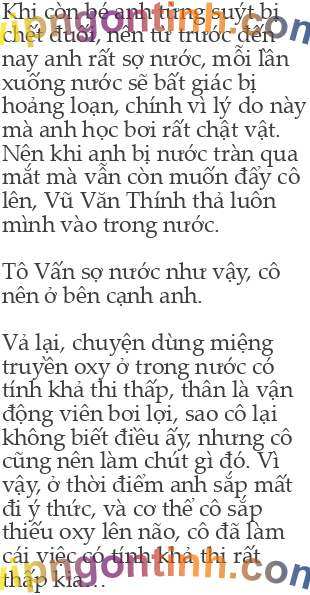 Khi còn bé anh từng suýt bị
chết đuối, nên từ trước đến
nay anh rất sợ nước, mỗi lần
xuống nước sẽ bất giác bị
hoảng loạn, chính vì lý do này
mà anh học bơi rất chật vật.
Nên khi anh bị nước tràn qua
mắt mà vẫn còn muốn đẩy cô
lên, Vũ Văn Thính thả luôn
mình vào trong nước.
Tô Vấn sợ nước như vậy, cô
nên ở bên cạnh anh.
Vả lại, chuyện dùng miệng
truyền oxy ở trong nước có
tính khả thi thấp, thân là vận
động viên bơi lợi, sao cô lại
không biết điều ấy, nhưng cô
cũng nên làm chút gì đó. Vì
vậy, ở thời điểm anh sắp mất
đi ý thức, và cơ thể cô sắp
thiếu oxy lên não, cô đã làm
cái việc có tính khả thi rất
thấp kia...